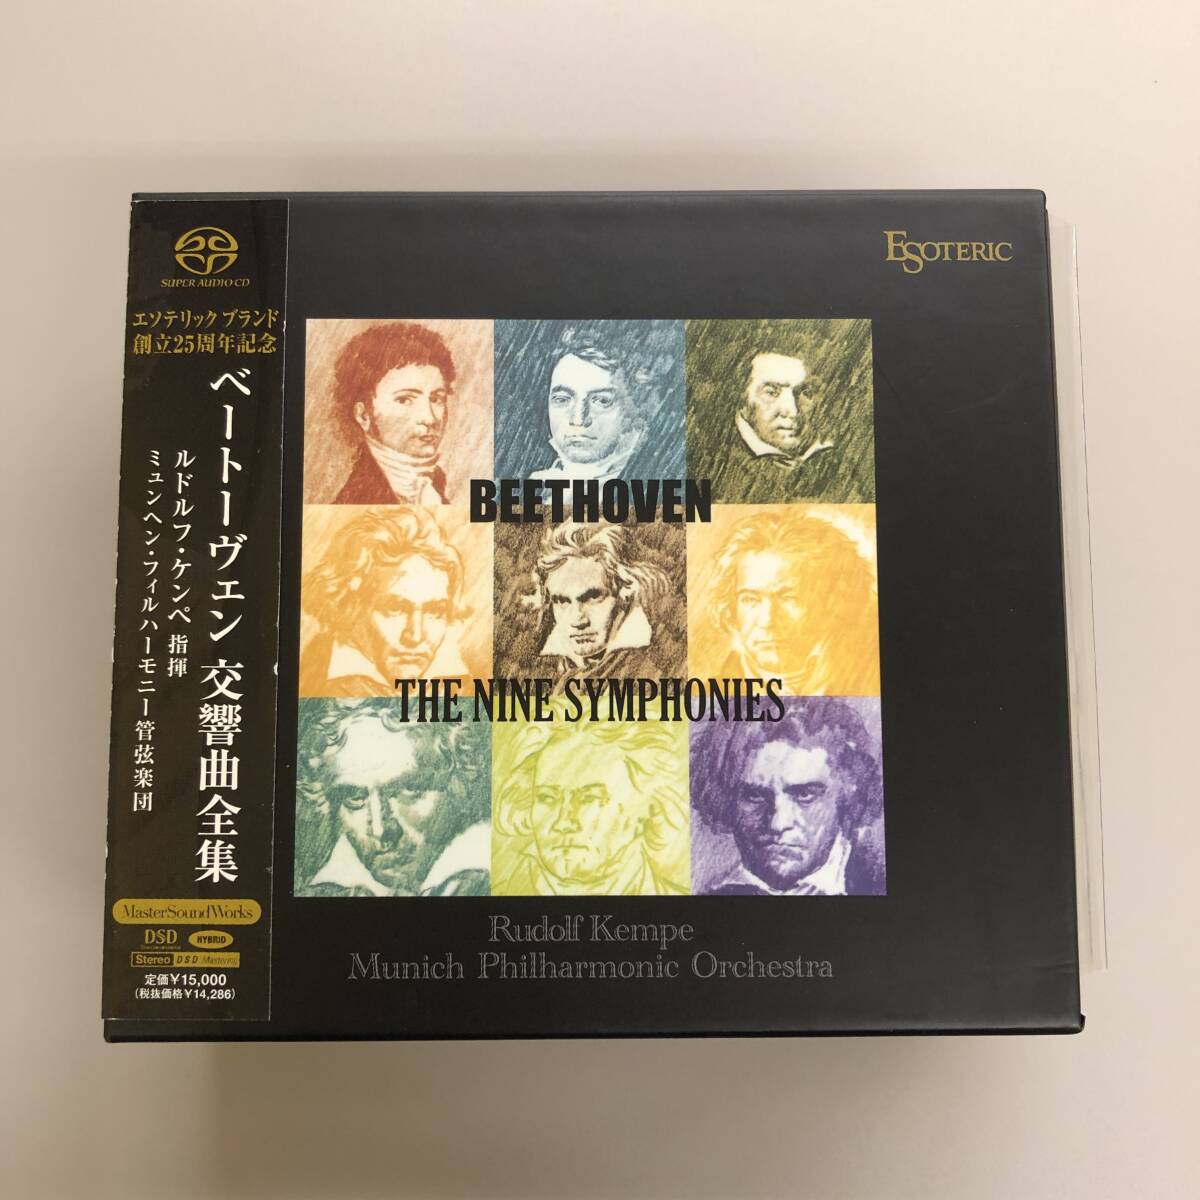 SUPER AUDIO CD
エソテリック ブランド
創立25周年記念
ベートーヴェン 交響曲全集
ルドルフ・ケンペ 指揮
ミュンヘン・フィルハーモニー管弦楽団
MasterSoundWorks
DSD
HYBRID
Stereo DSD Mastering
定価¥15,000
(税抜価格¥14,286)
ESOTERIC
BEETHOVEN
THE NINE SYMPHONIES
Rudolf Kempe
Munich Philharmonic Orchestra